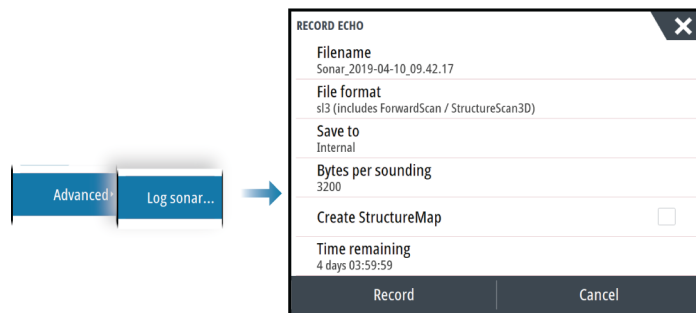 Advanced
Log sonar...
RECORD ECHO
Filename
Sonar_2019-04-10_09.42.17
File format
sl3 (includes ForwardScan / StructureScan3D)
Save to
Internal
Bytes per sounding
3200
Create StructureMap
Time remaining
4 days 03:59:59
Record
Cancel